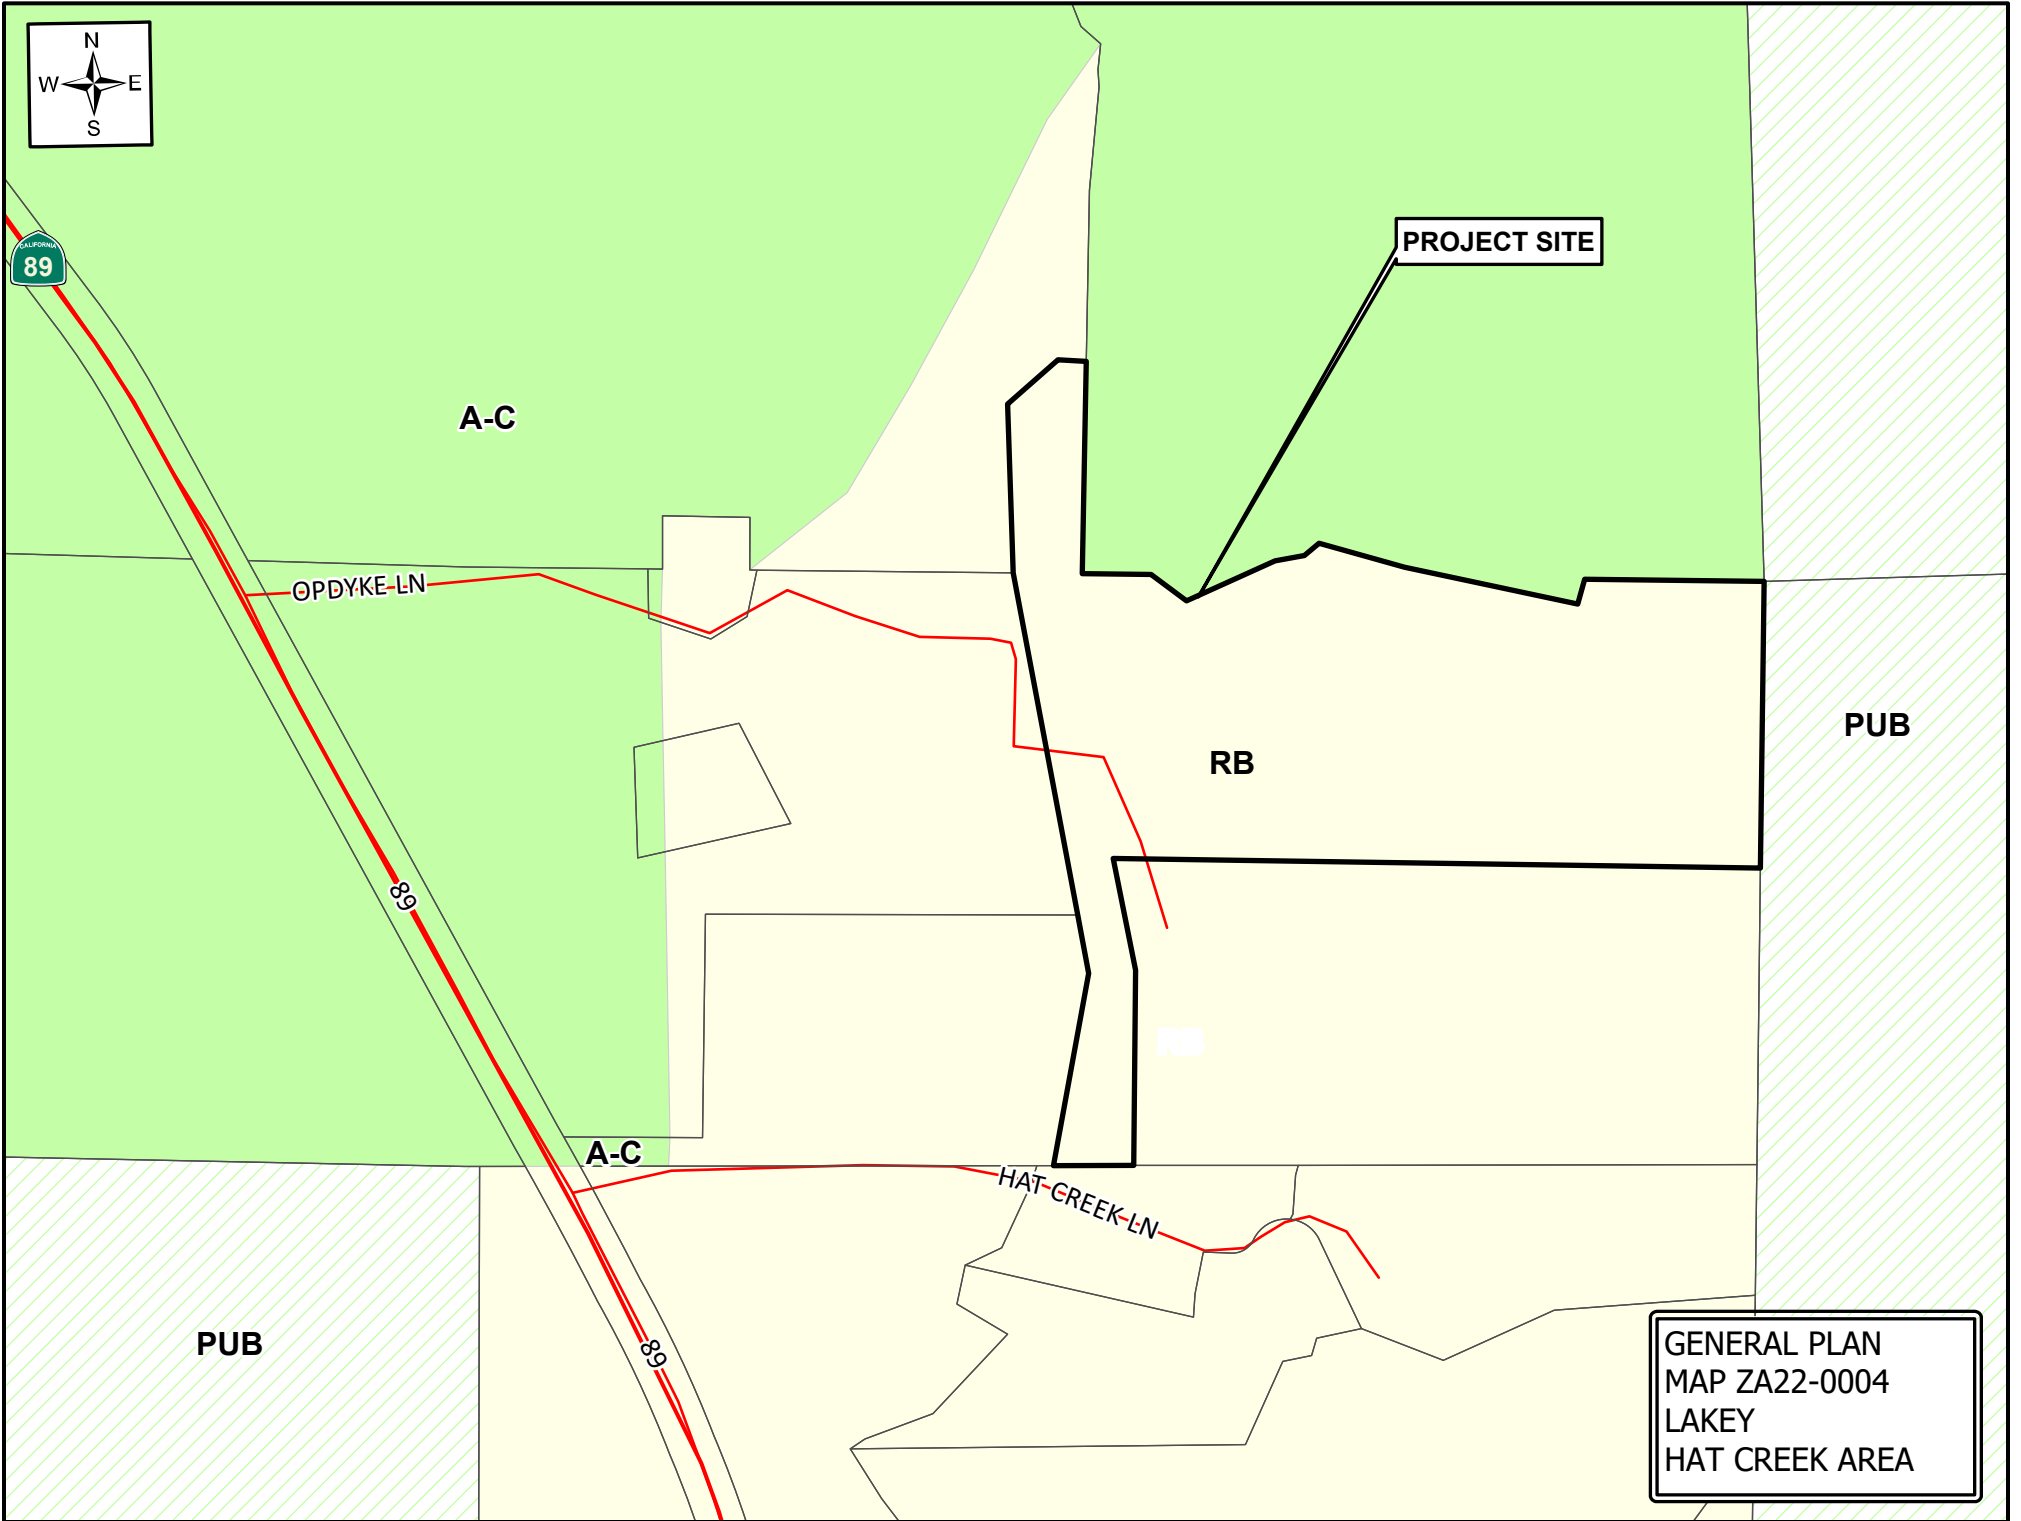 N
W E
S
CALIFORNIA
89
PROJECT SITE
A-C
OPDYKE LN
PUB
RB
89
A-C
HAT CREEK LN
PUB
89
GENERAL PLAN
MAP ZA22-0004
LAKEY
HAT CREEK AREA